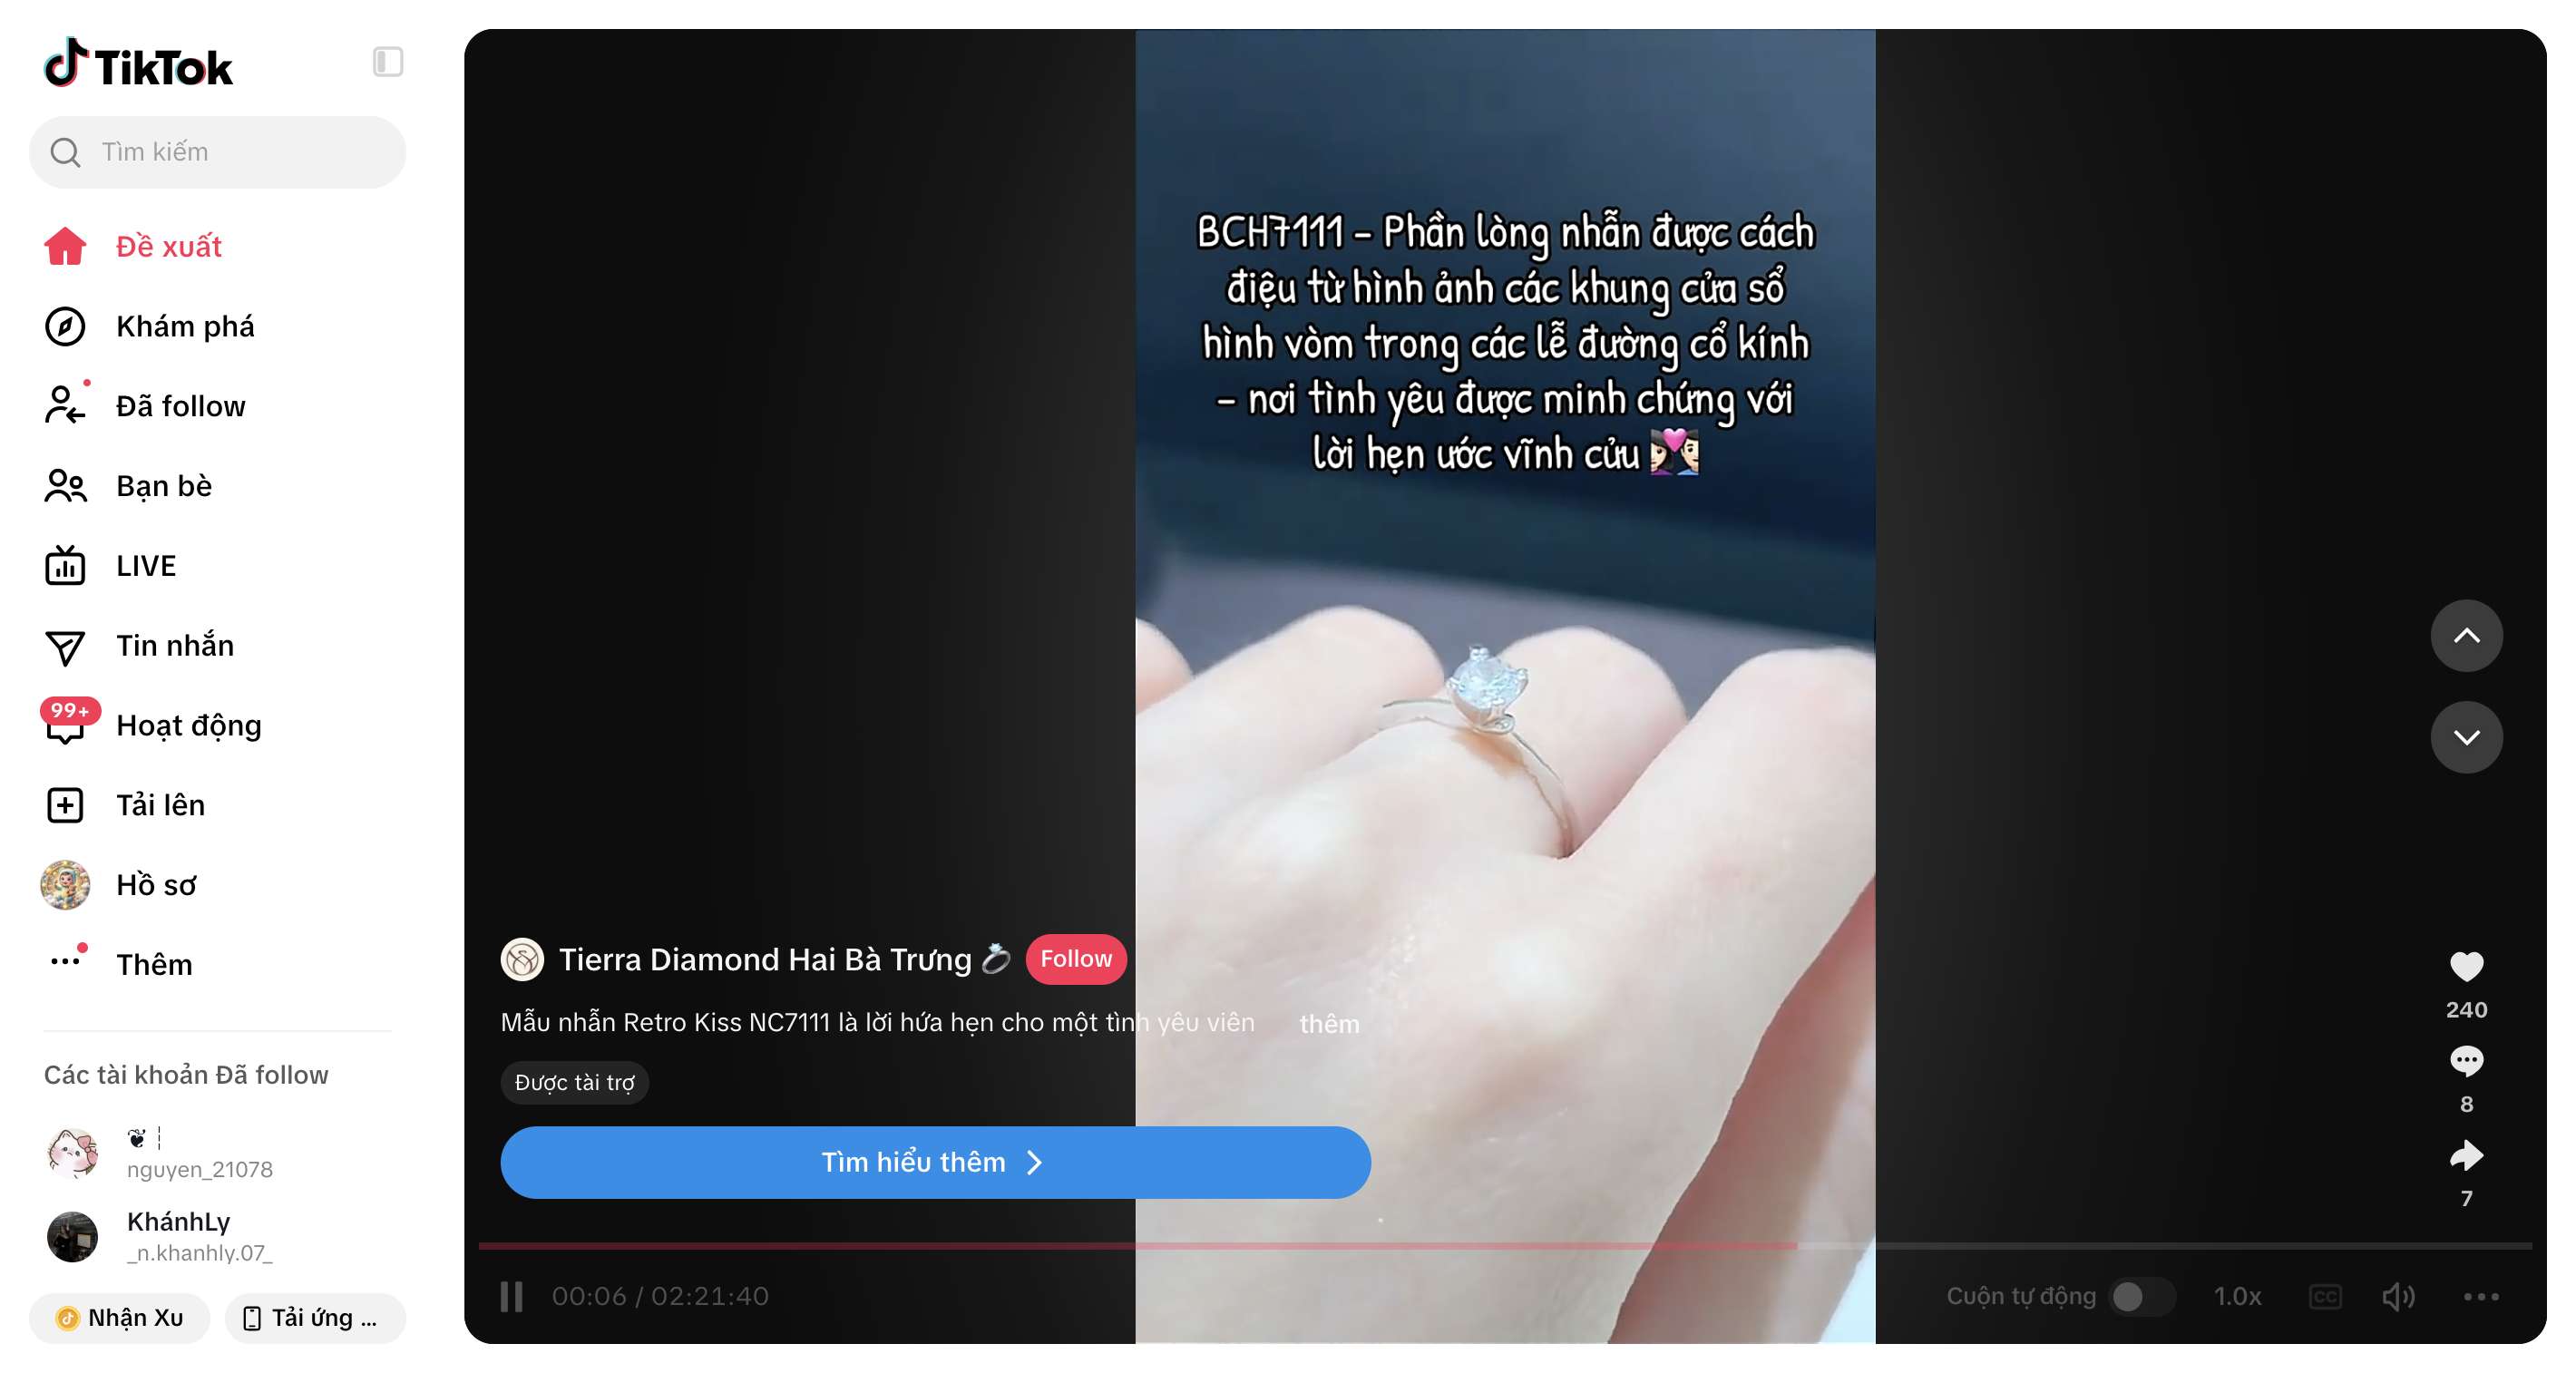 TikTok
Tìm kiếm
Đề xuất
Khám phá
Đã follow
Bạn bè
LIVE
Tin nhắn
99+
Hoạt động
Tải lên
Hồ sơ
Thêm
Các tài khoản Đã follow
nguyen_21078
KhánhLy
_n.khanhly.07_
Nhận Xu
Tải ứng ...
BCH7111 – Phần lòng nhẫn được cách
điệu từ hình ảnh các khung cửa sổ
hình vòm trong các lễ đường cổ kính
– nơi tình yêu được minh chứng với
lời hẹn ước vĩnh cửu 💑
Tierra Diamond Hai Bà Trưng 💍
Follow
Mẫu nhẫn Retro Kiss NC7111 là lời hứa hẹn cho một tình yêu viên thêm
Được tài trợ
Tìm hiểu thêm
240
8
7
00:06 / 02:21:40
Cuộn tự động
1.0x
CC